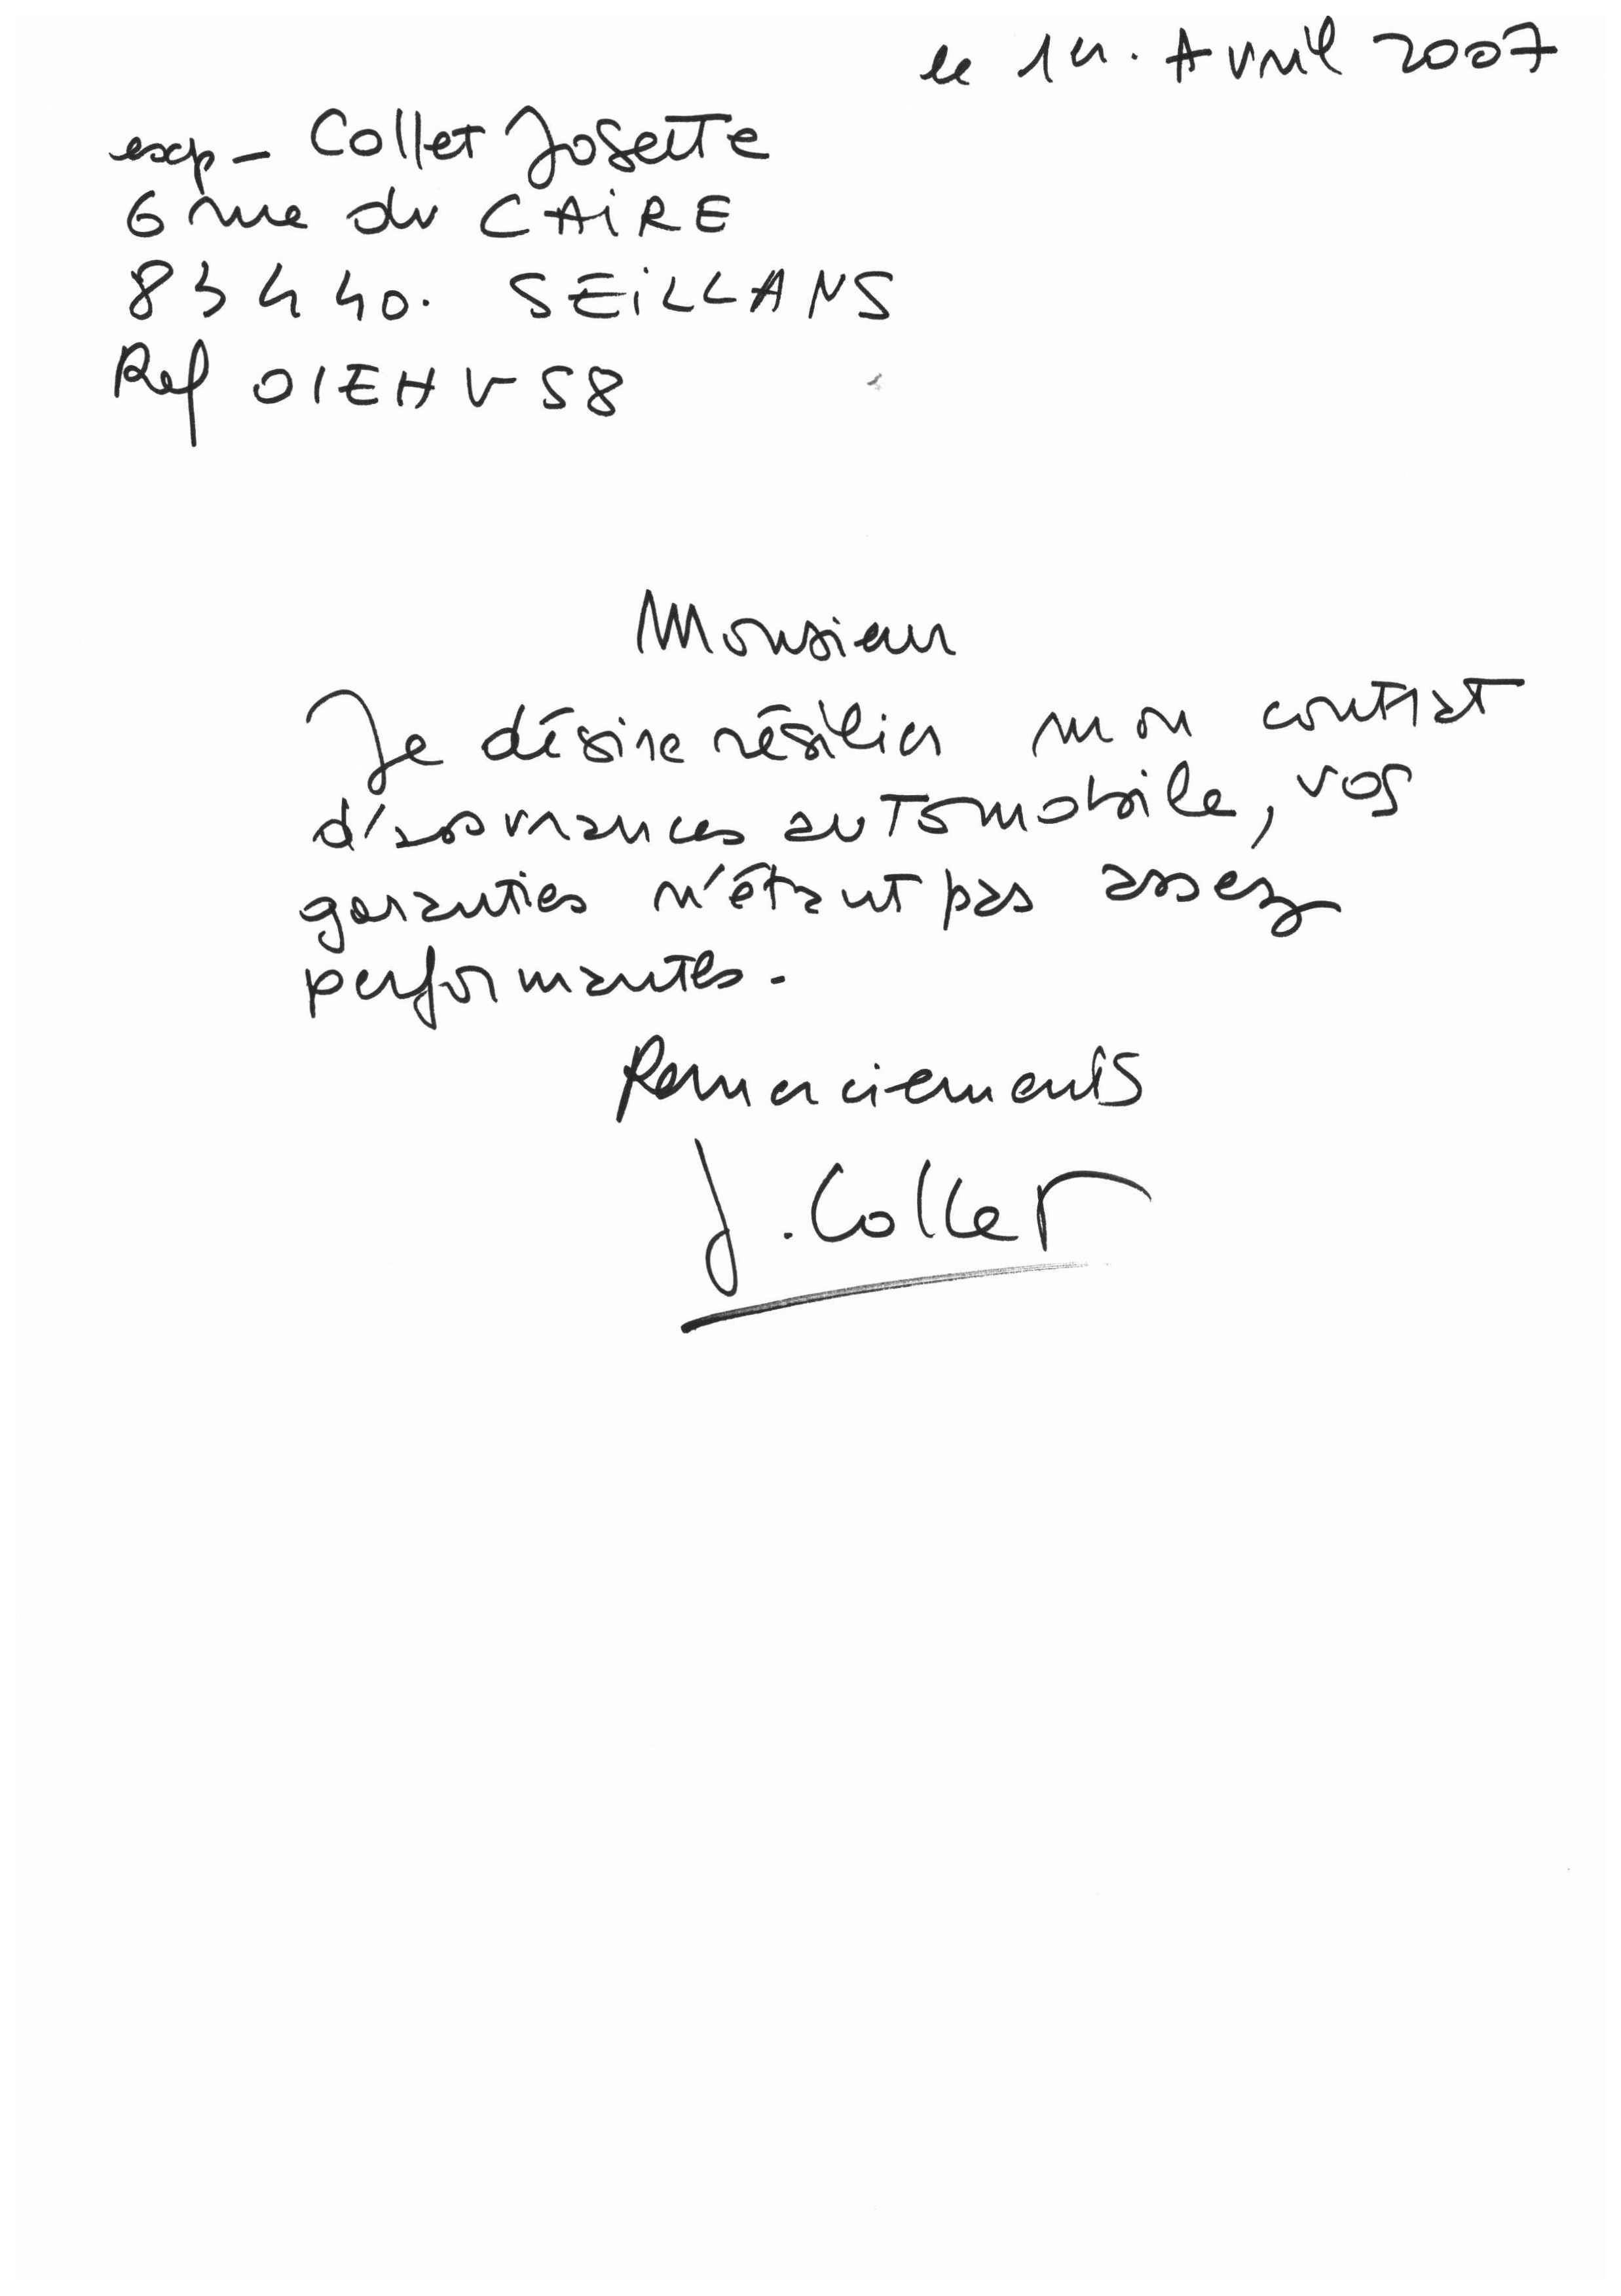 le 1er. Avril 2007
exp - Collet Josette
6 rue du CAIRE
83440. SEILLANS
Ref 01EHV58
Monsieur
Je désire résilier mon contrat
d'assurances automobile, vos
garanties n'étant pas assez
performantes.
Remerciements
J. Collet